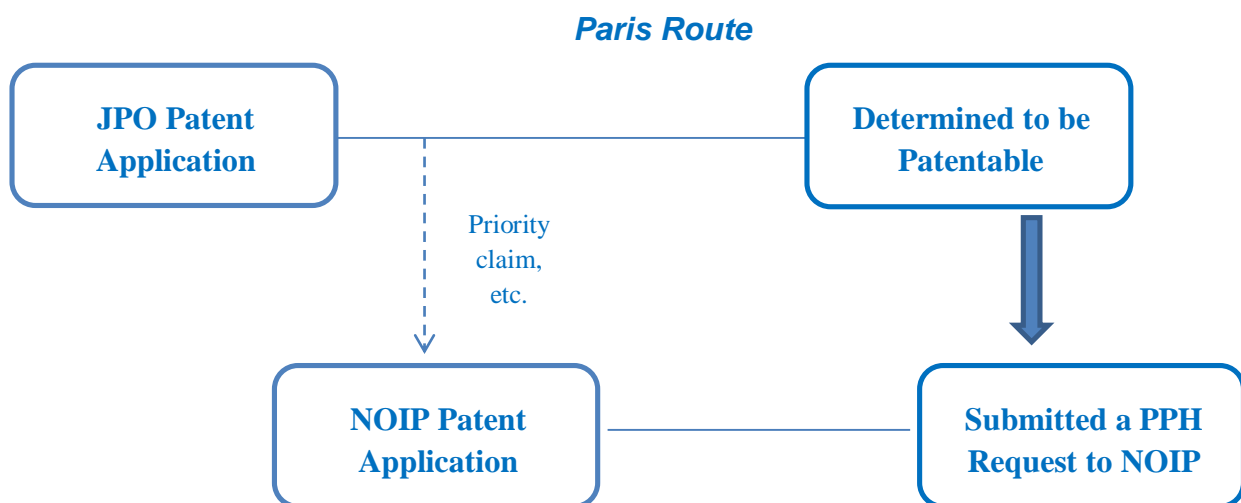 Paris Route
JPO Patent
Application
Determined to be
Patentable
Priority
claim,
etc.
NOIP Patent
Application
Submitted a PPH
Request to NOIP